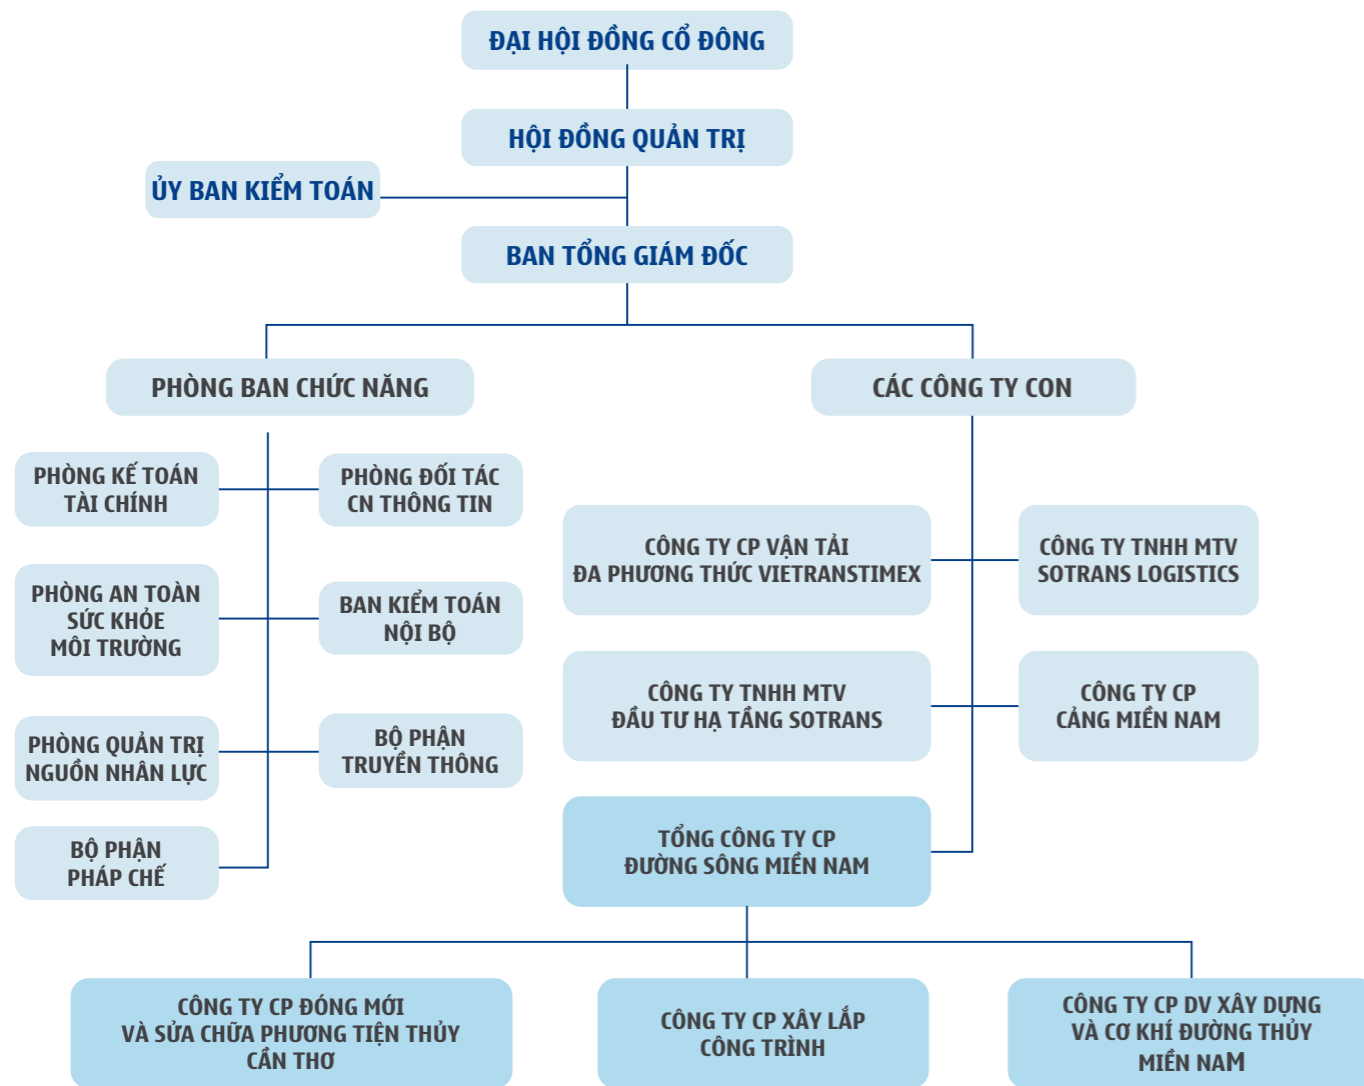 ĐẠI HỘI ĐỒNG CỔ ĐÔNG
HỘI ĐỒNG QUẢN TRỊ
ỦY BAN KIỂM TOÁN
BAN TỔNG GIÁM ĐỐC
PHÒNG BAN CHỨC NĂNG
CÁC CÔNG TY CON
PHÒNG KẾ TOÁN
TÀI CHÍNH
PHÒNG ĐỐI TÁC
CN THÔNG TIN
PHÒNG AN TOÀN
SỨC KHỎE
MÔI TRƯỜNG
BAN KIỂM TOÁN
NỘI BỘ
PHÒNG QUẢN TRỊ
NGUỒN NHÂN LỰC
BỘ PHẬN
TRUYỀN THÔNG
BỘ PHẬN
PHÁP CHẾ
CÔNG TY CP VẬN TẢI
ĐA PHƯƠNG THỨC VIETRANSTIMEX
CÔNG TY TNHH MTV
SOTRANS LOGISTICS
CÔNG TY TNHH MTV
ĐẦU TƯ HẠ TẦNG SOTRANS
CÔNG TY CP
CẢNG MIỀN NAM
TỔNG CÔNG TY CP
ĐƯỜNG SÔNG MIỀN NAM
CÔNG TY CP ĐÓNG MỚI
VÀ SỬA CHỮA PHƯƠNG TIỆN THỦY
CẦN THƠ
CÔNG TY CP XÂY LẮP
CÔNG TRÌNH
CÔNG TY CP DV XÂY DỰNG
VÀ CƠ KHÍ ĐƯỜNG THỦY
MIỀN NAM